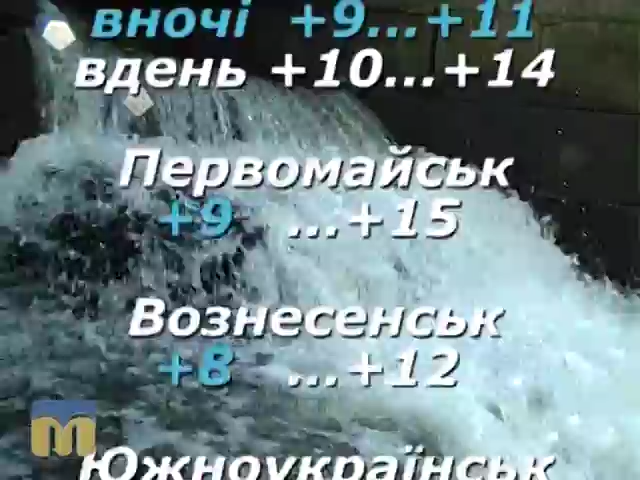 вночі +9...+11
вдень +10...+14
Первомайськ
+9 ...+15
Вознесенськ
+8 ...+12
Южноукраїнськ